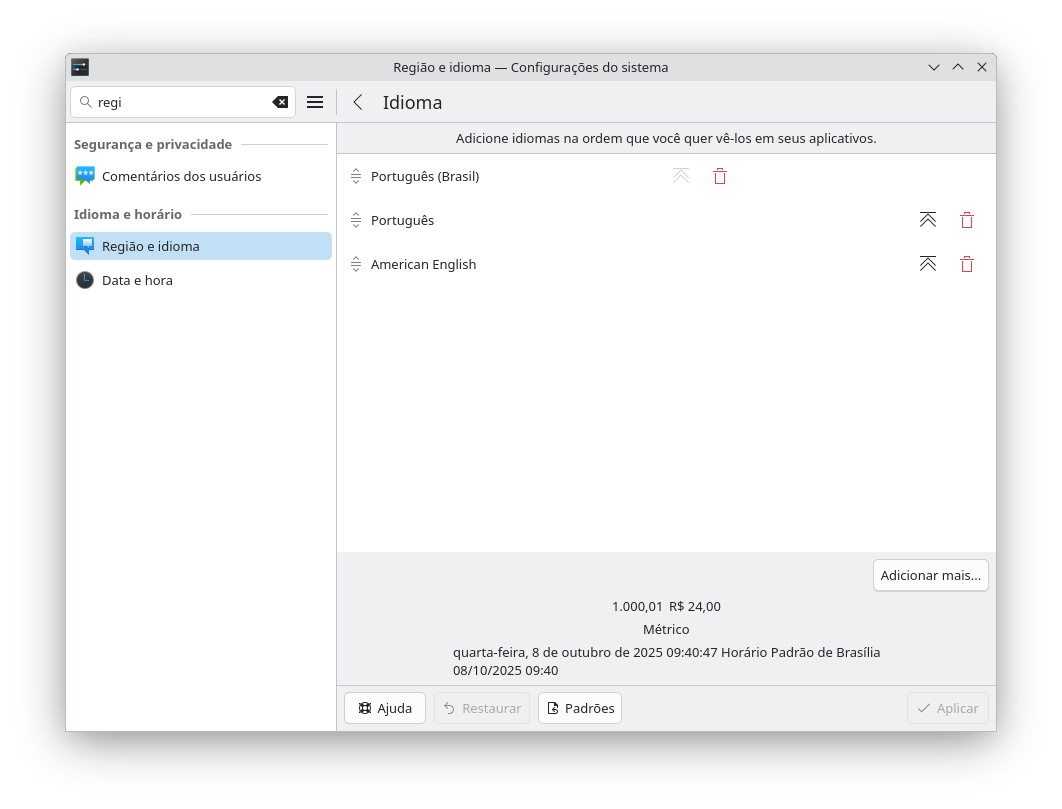 Região e idioma — Configurações do sistema
regi
Idioma
Segurança e privacidade
Comentários dos usuários
Idioma e horário
Região e idioma
Data e hora
Adicione idiomas na ordem que você quer vê-los em seus aplicativos.
Português (Brasil)
Português
American English
Adicionar mais...
1.000,01 R$ 24,00
Métrico
quarta-feira, 8 de outubro de 2025 09:40:47 Horário Padrão de Brasília
08/10/2025 09:40
Ajuda
Restaurar
Padrões
Aplicar